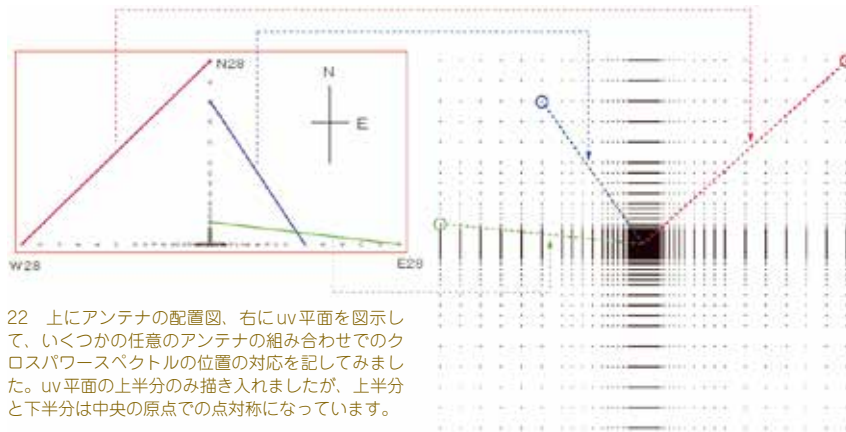 N28
N
E
W28
E28
22 上にアンテナの配置図、右にuv平面を図示し
て、いくつかの任意のアンテナの組み合わせでのク
ロスパワースペクトルの位置の対応を記してみまし
た。uv平面の上半分のみ描き入れましたが、上半分
と下半分は中央の原点での点対称になっています。